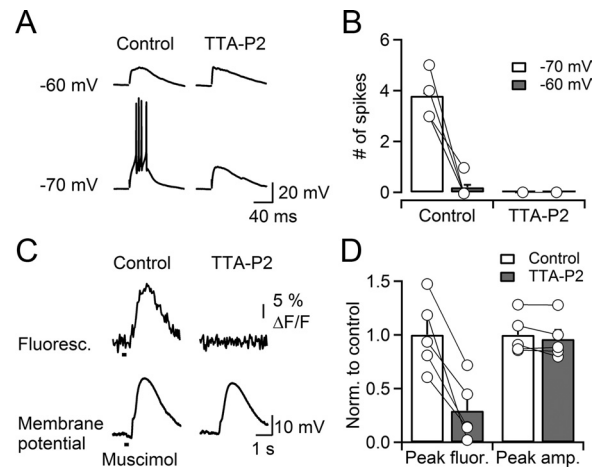 A
Control
TTA-P2
-60 mV
-70 mV
20 mV
40 ms
B
# of spikes
6
4
2
0
-70 mV
-60 mV
Control
TTA-P2
C
Control
TTA-P2
5 %
ΔF/F
Fluoresc.
Membrane
potential
10 mV
1 s
Muscimol
D
Norm. to control
1.5
1.0
0.5
0.0
Control
TTA-P2
Peak fluor.
Peak amp.